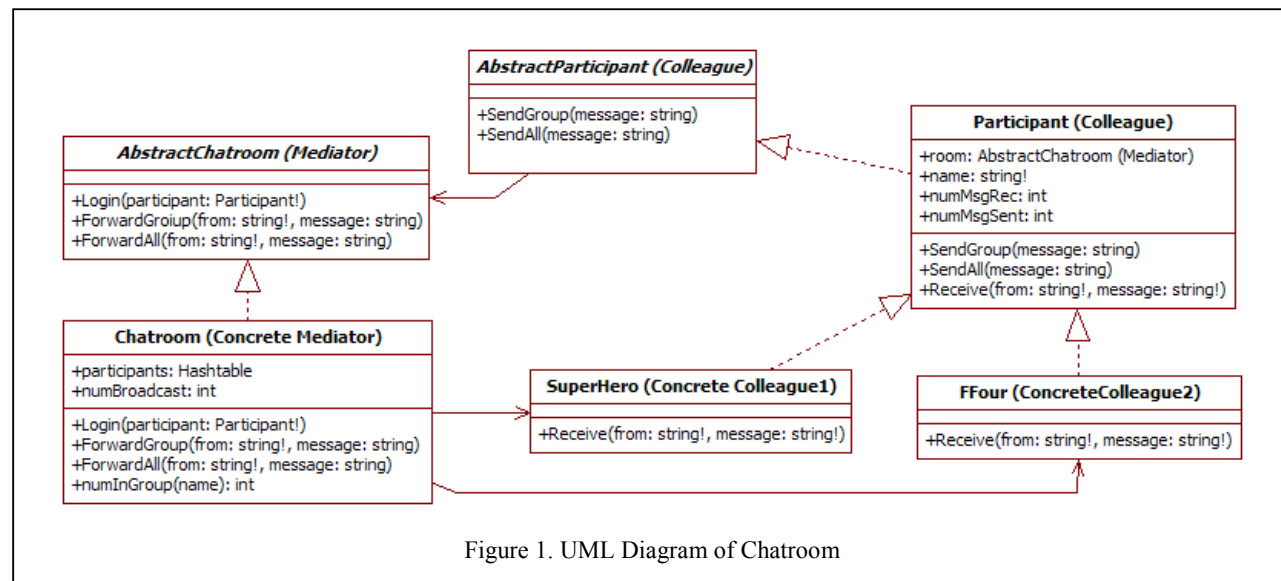 AbstractParticipant (Colleague)
+SendGroup(message: string)
+SendAll(message: string)
AbstractChatroom (Mediator)
+Login(participant: Participant!)
+ForwardGroiup(from: string!, message: string)
+ForwardAll(from: string!, message: string)
Participant (Colleague)
+room: AbstractChatroom (Mediator)
+name: string!
+numMsgRec: int
+numMsgSent: int
+SendGroup(message: string)
+SendAll(message: string)
+Receive(from: string!, message: string!)
Chatroom (Concrete Mediator)
+participants: Hashtable
+numBroadcast: int
+Login(participant: Participant!)
+ForwardGroup(from: string!, message: string)
+ForwardAll(from: string!, message: string)
+numInGroup(name): int
SuperHero (Concrete Colleague1)
+Receive(from: string!, message: string!)
FFour (ConcreteColleague2)
+Receive(from: string!, message: string!)
Figure 1. UML Diagram of Chatroom